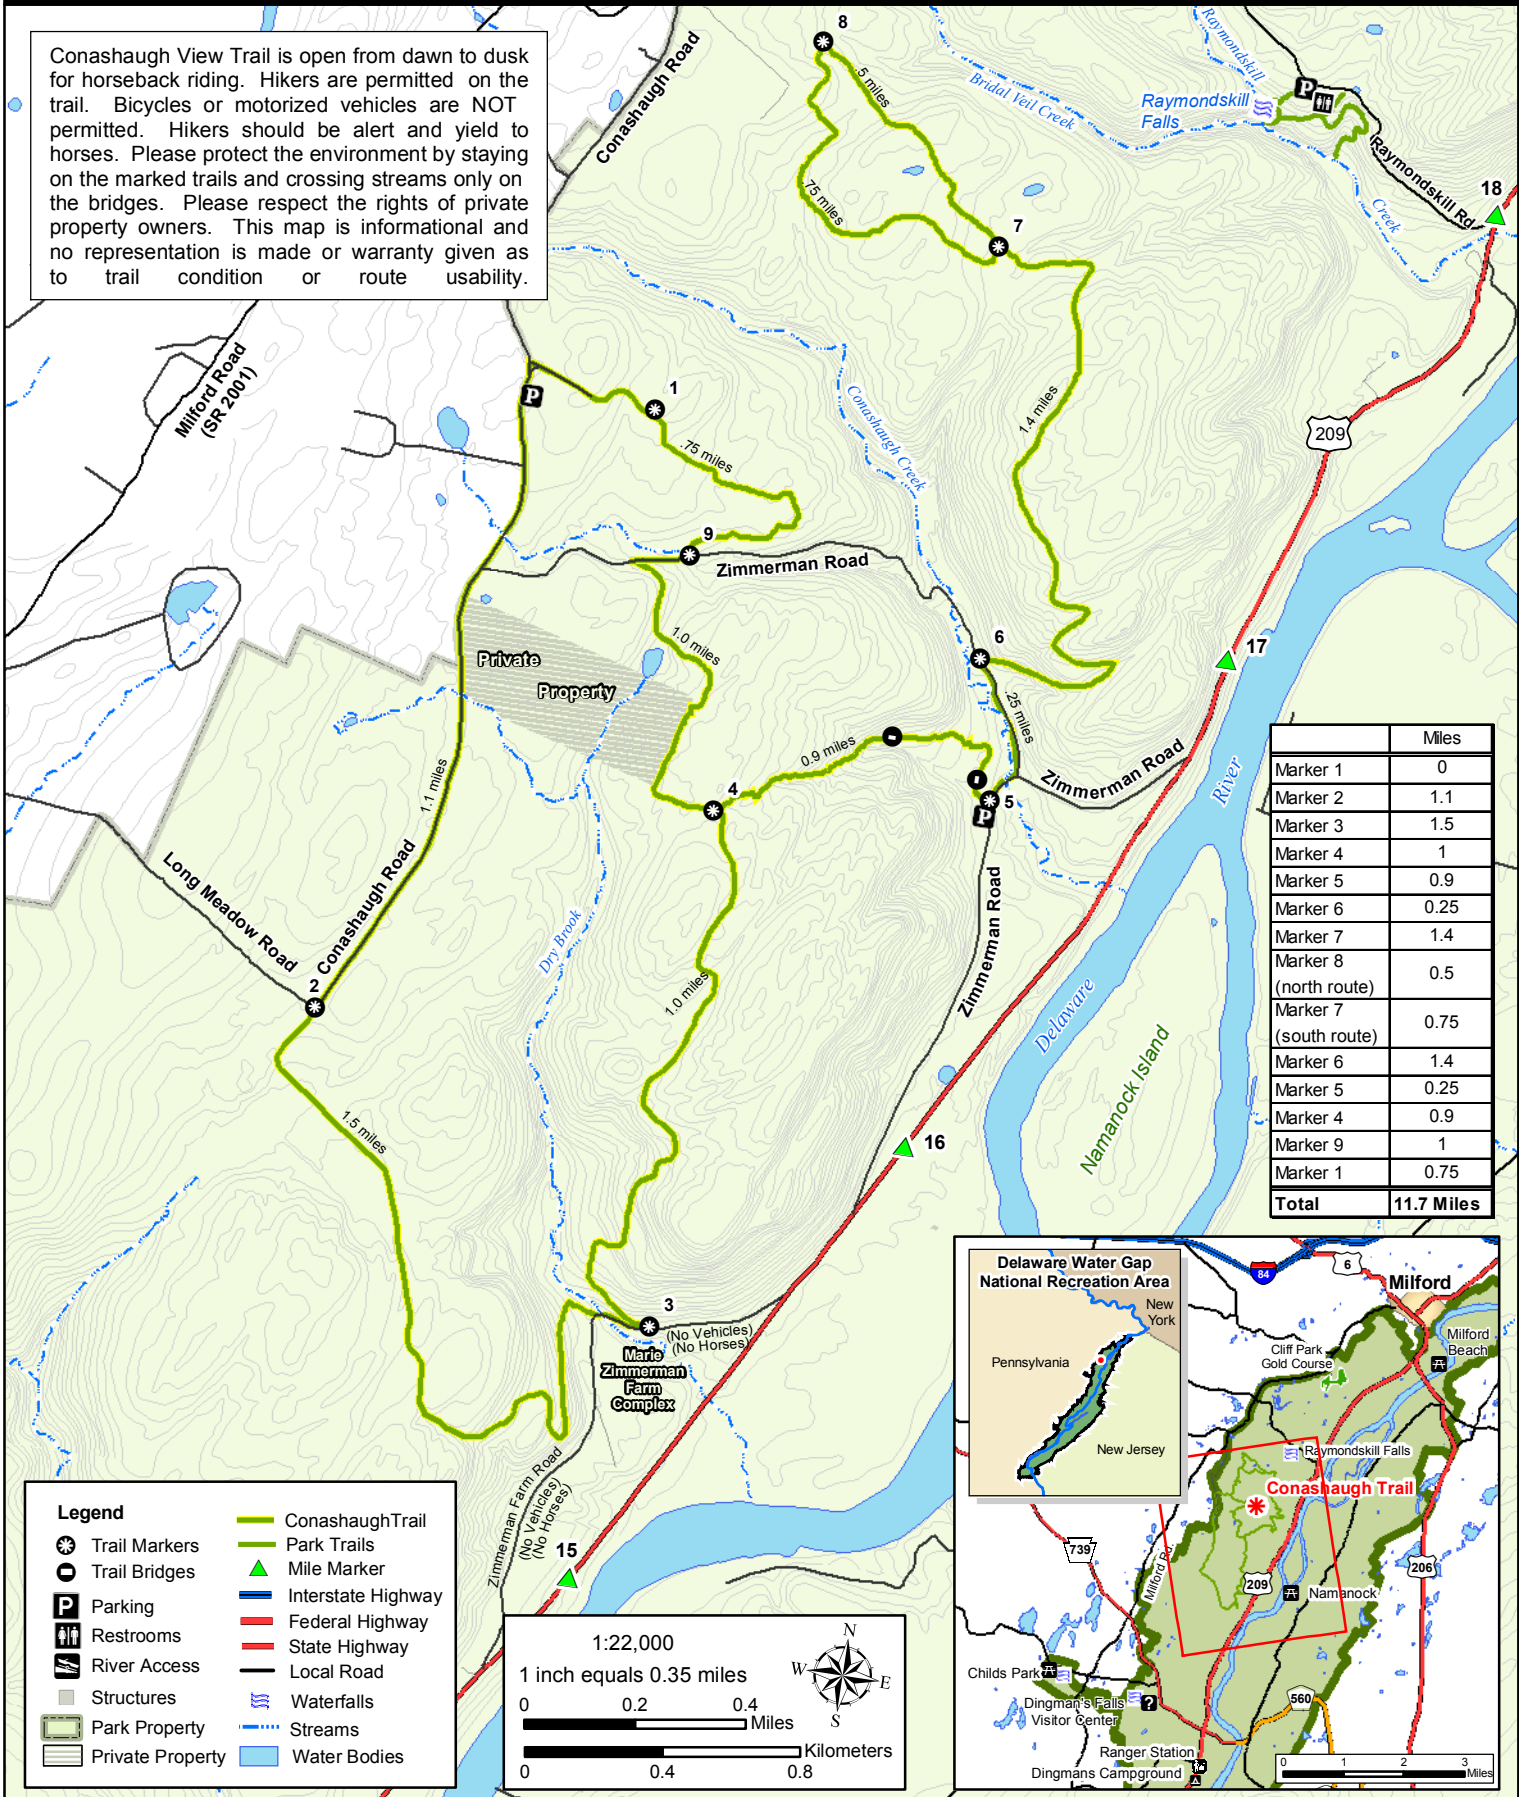 Conashaugh View Trail is open from dawn to dusk
for horseback riding. Hikers are permitted on the
trail. Bicycles or motorized vehicles are NOT
permitted. Hikers should be alert and yield to
horses. Please protect the environment by staying
on the marked trails and crossing streams only on
the bridges. Please respect the rights of private
property owners. This map is informational and
no representation is made or warranty given as
to trail condition or route usability.
Conashaugh Road
8
.5 miles
Bridal Veil Creek
Raymondskill
Raymondskill
Falls
P
Raymondskill Rd
Creek
18
.75 miles
7
Milford Road
(SR 2001)
P
1
.75 miles
Conashaugh Creek
1.4 miles
209
9
Zimmerman Road
Private
Property
1.0 miles
6
.25 miles
17
0.9 miles
Zimmerman Road
4
5
P
River
1.1 miles
Conashaugh Road
Long Meadow Road
2
Dry Brook
1.0 miles
Zimmerman Road
Delaware
Namanock Island
16
1.5 miles
3
(No Vehicles)
(No Horses)
Marie
Zimmerman
Farm
Complex
Zimmerman Farm Road
(No Vehicles)
(No Horses)
15
Miles
Marker 1 0
Marker 2 1.1
Marker 3 1.5
Marker 4 1
Marker 5 0.9
Marker 6 0.25
Marker 7 1.4
Marker 8
(north route) 0.5
Marker 7
(south route) 0.75
Marker 6 1.4
Marker 5 0.25
Marker 4 0.9
Marker 9 1
Marker 1 0.75
Total 11.7 Miles
Legend
Trail Markers
Trail Bridges
P Parking
Restrooms
River Access
Structures
Park Property
Private Property
ConashaughTrail
Park Trails
Mile Marker
Interstate Highway
Federal Highway
State Highway
Local Road
Waterfalls
Streams
Water Bodies
1:22,000
1 inch equals 0.35 miles
0 0.2 0.4
Miles
Kilometers
0 0.4 0.8
N
W E
S
Delaware Water Gap
National Recreation Area
New
York
Pennsylvania
New Jersey
84
6
Milford
Milford
Beach
Cliff Park
Gold Course
Raymondskill Falls
Conashaugh Trail
739
Milford Rd.
209
206
Namanock
Childs Park
Dingman's Falls
Visitor Center
?
560
Ranger Station
Dingmans Campground
0 1 2 3
Miles